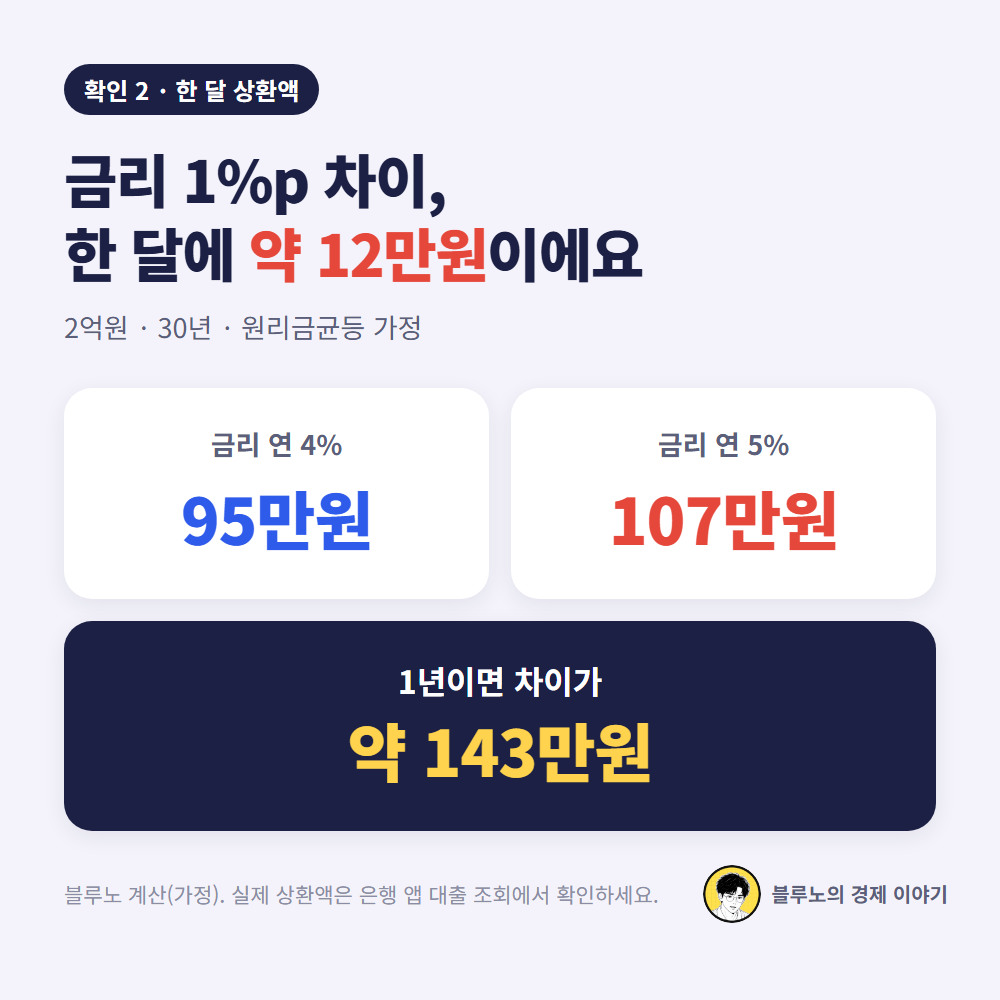 확인 2 · 한 달 상환액
금리 1%p 차이,
한 달에 약 12만원이에요
2억원 · 30년 · 원리금균등 가정
금리 연 4%
95만원
금리 연 5%
107만원
1년이면 차이가
약 143만원
블루노 계산(가정). 실제 상환액은 은행 앱 대출 조회에서 확인하세요.
블루노의 경제 이야기